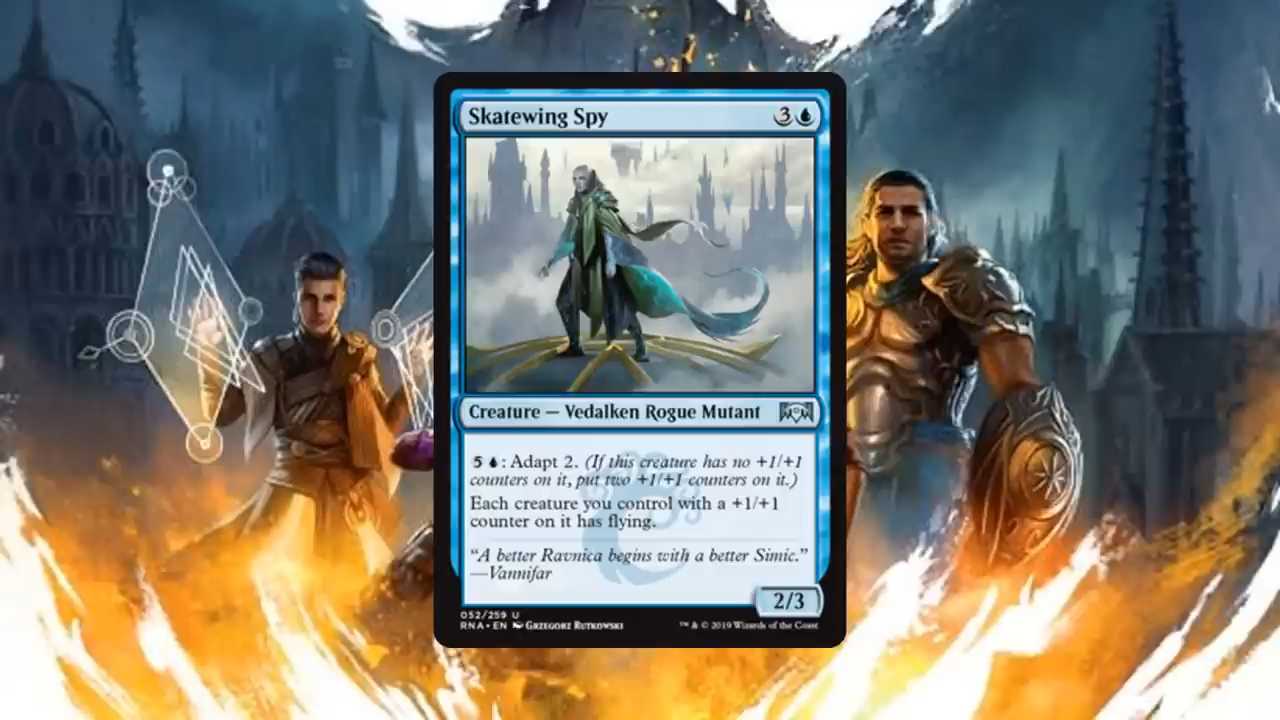 Skatewing Spy 3
Creature — Vedalken Rogue Mutant
5 : Adapt 2. (If this creature has no +1/+1
counters on it, put two +1/+1 counters on it.)
Each creature you control with a +1/+1
counter on it has flying.
“A better Ravnica begins with a better Simic.”
—Vannifar
2/3
052/259 U
RNA • EN Grzegorz Rutkowski
™ & © 2019 Wizards of the Coast